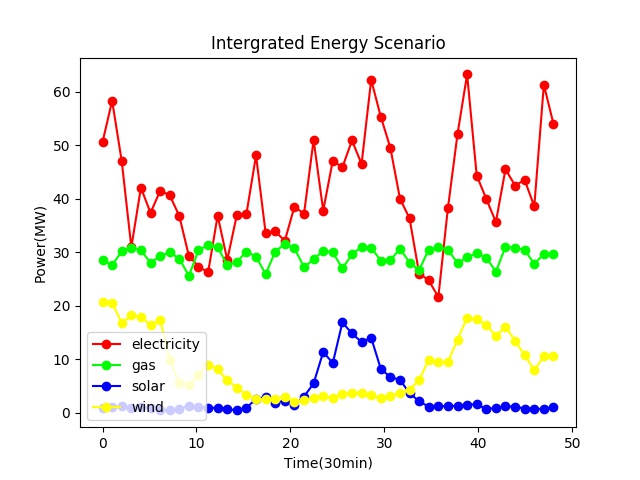 Intergrated Energy Scenario
Power(MW)
60
50
40
30
20
10
0
electricity
gas
solar
wind
0 10 20 30 40 50
Time(30min)